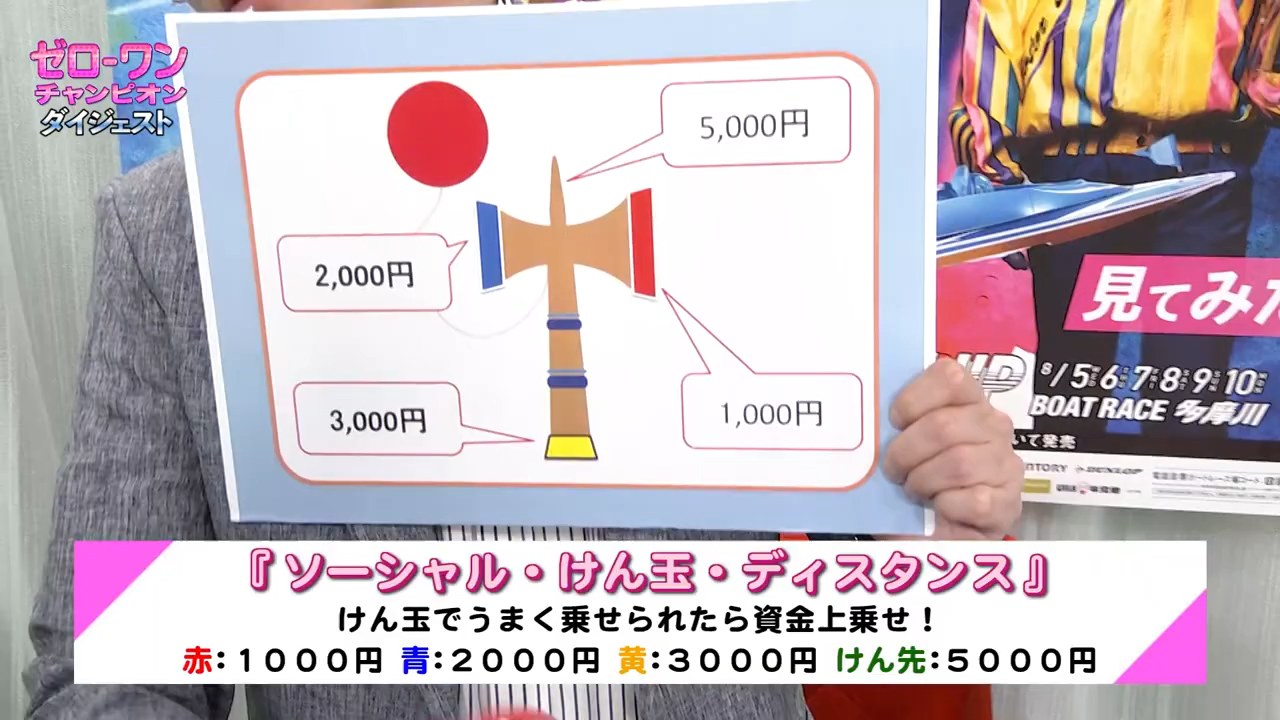 ゼローワン
チャンピオン
ダイジェスト
5,000円
2,000円
3,000円
1,000円
見てみた
8/5 6 7 8 9 10
BOAT RACE 多摩川
いて発売
DUNLOP
『ソーシャル・けん玉・ディスタンス』
けん玉でうまく乗せられたら資金上乗せ！
赤：１０００円 青：２０００円 黄：３０００円 けん先：５０００円